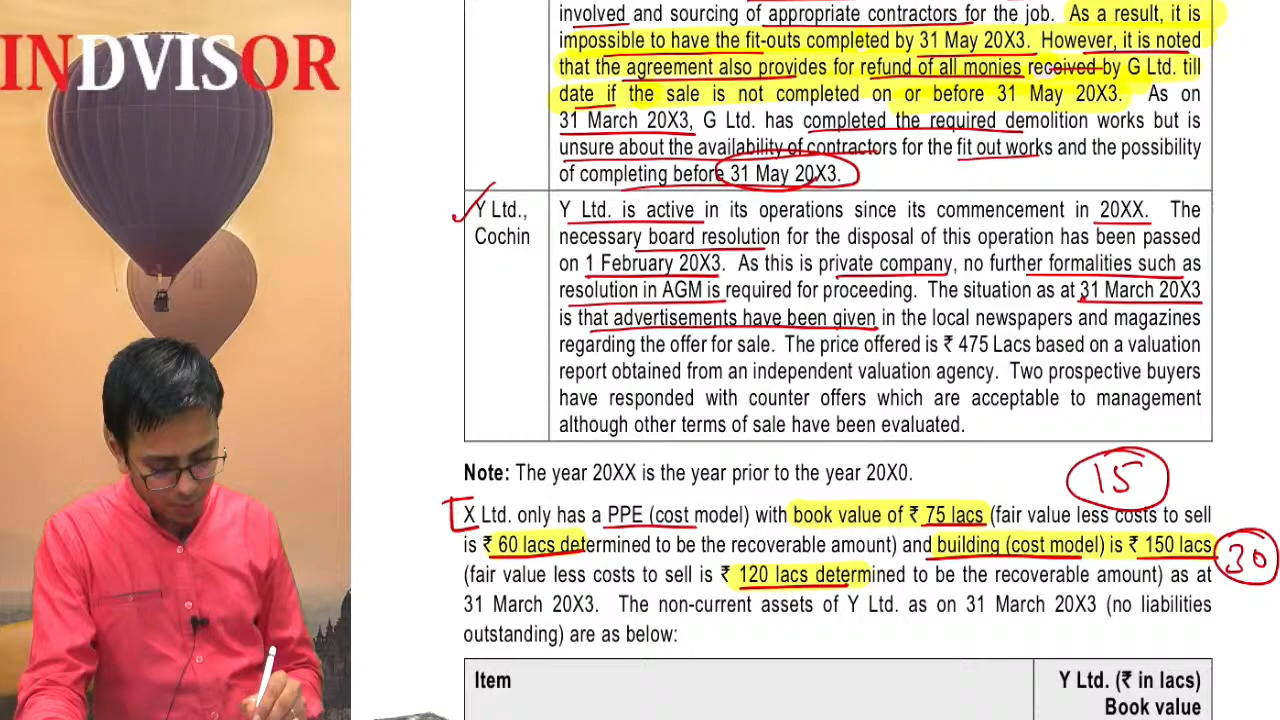 INDVISOR
involved and sourcing of appropriate contractors for the job. As a result, it is
impossible to have the fit-outs completed by 31 May 20X3. However, it is noted
that the agreement also provides for refund of all monies received by G Ltd. till
date if the sale is not completed on or before 31 May 20X3. As on
31 March 20X3, G Ltd. has completed the required demolition works but is
unsure about the availability of contractors for the fit out works and the possibility
of completing before 31 May 20X3.
Y Ltd.,
Cochin
Y Ltd. is active in its operations since its commencement in 20XX. The
necessary board resolution for the disposal of this operation has been passed
on 1 February 20X3. As this is private company, no further formalities such as
resolution in AGM is required for proceeding. The situation as at 31 March 20X3
is that advertisements have been given in the local newspapers and magazines
regarding the offer for sale. The price offered is ₹ 475 Lacs based on a valuation
report obtained from an independent valuation agency. Two prospective buyers
have responded with counter offers which are acceptable to management
although other terms of sale have been evaluated.
Note: The year 20XX is the year prior to the year 20X0.
15
X Ltd. only has a PPE (cost model) with book value of ₹ 75 lacs (fair value less costs to sell
is ₹ 60 lacs determined to be the recoverable amount) and building (cost model) is ₹ 150 lacs
30
(fair value less costs to sell is ₹ 120 lacs determined to be the recoverable amount) as at
31 March 20X3. The non-current assets of Y Ltd. as on 31 March 20X3 (no liabilities
outstanding) are as below:
Item
Y Ltd. (₹ in lacs)
Book value